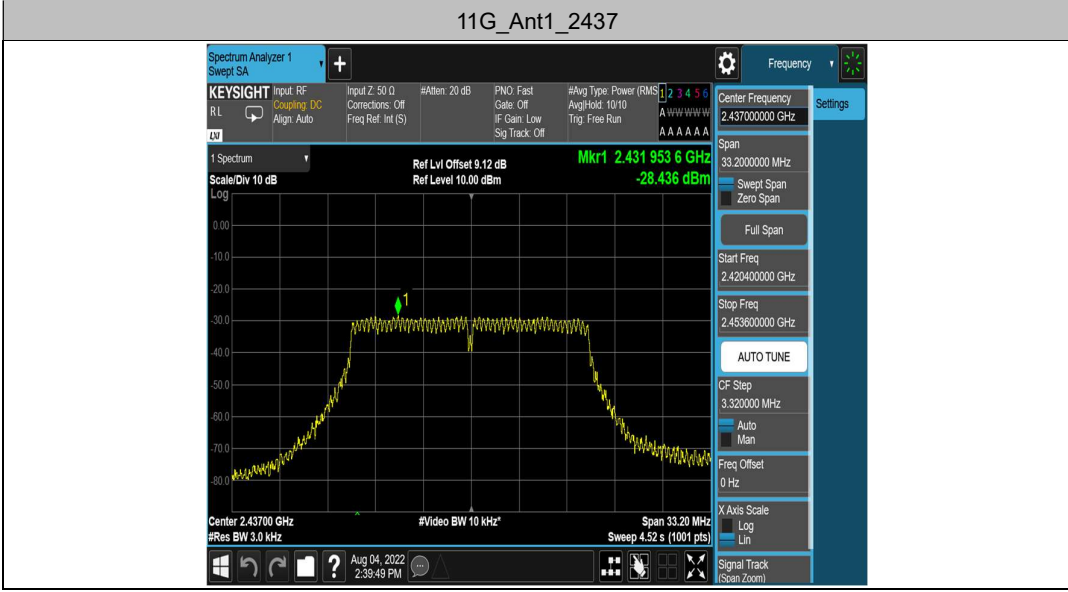 11G_Ant1_2437
Spectrum Analyzer 1
Swept SA
+
Frequency
KEYSIGHT
RL
LXI
Input: RF
Coupling: DC
Align: Auto
Input Z: 50 Ω
Corrections: Off
Freq Ref: Int (S)
#Atten: 20 dB
PNO: Fast
Gate: Off
IF Gain: Low
Sig Track: Off
#Avg Type: Power (RMS
Avg|Hold: 10/10
Trig: Free Run
1 2 3 4 5 6
A W W W W W
A A A A A A
1 Spectrum
Scale/Div 10 dB
Log
Ref Lvl Offset 9.12 dB
Ref Level 10.00 dBm
Mkr1 2.431 953 6 GHz
-28.436 dBm
0.00
-10.0
-20.0
-30.0
-40.0
-50.0
-60.0
-70.0
-80.0
1
Center 2.43700 GHz
#Res BW 3.0 kHz
#Video BW 10 kHz*
Span 33.20 MHz
Sweep 4.52 s (1001 pts)
?
Aug 04, 2022
2:39:49 PM
Center Frequency
2.437000000 GHz
Settings
Span
33.2000000 MHz
Swept Span
Zero Span
Full Span
Start Freq
2.420400000 GHz
Stop Freq
2.453600000 GHz
AUTO TUNE
CF Step
3.320000 MHz
Auto
Man
Freq Offset
0 Hz
X Axis Scale
Log
Lin
Signal Track
(Span Zoom)